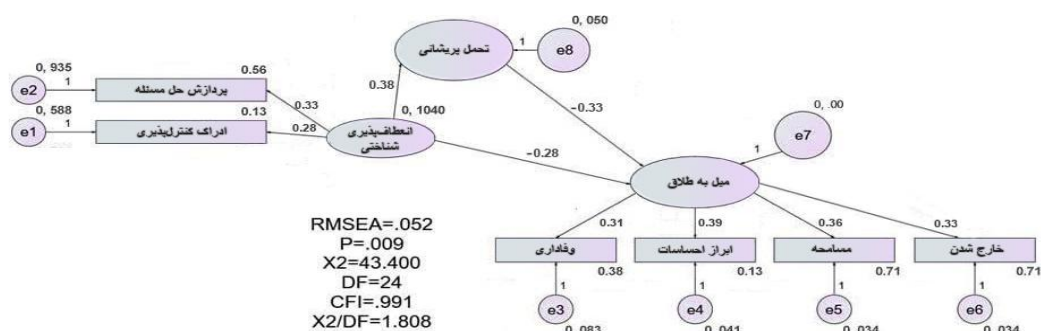 0, 050
1
e8
تحمل پریشانی
0, 935
1
e2
0.56
پردازش حل مسئله
0.33
0.38
-0.33
0, 588
1
e1
0.13
ادراک کنترل‌پذیری
0.28
0, 1040
انعطاف‌پذیری
شناختی
0, .00
e7
1
-0.28
میل به طلاق
0.31
0.39
0.36
0.33
وفاداری
ابراز احساسات
مسامحه
خارج شدن
0.38
0.13
0.71
0.71
1
1
1
1
e3
e4
e5
e6
0, 083
0, 041
0, 034
0, 034
RMSEA=.052
P=.009
X2=43.400
DF=24
CFI=.991
X2/DF=1.808